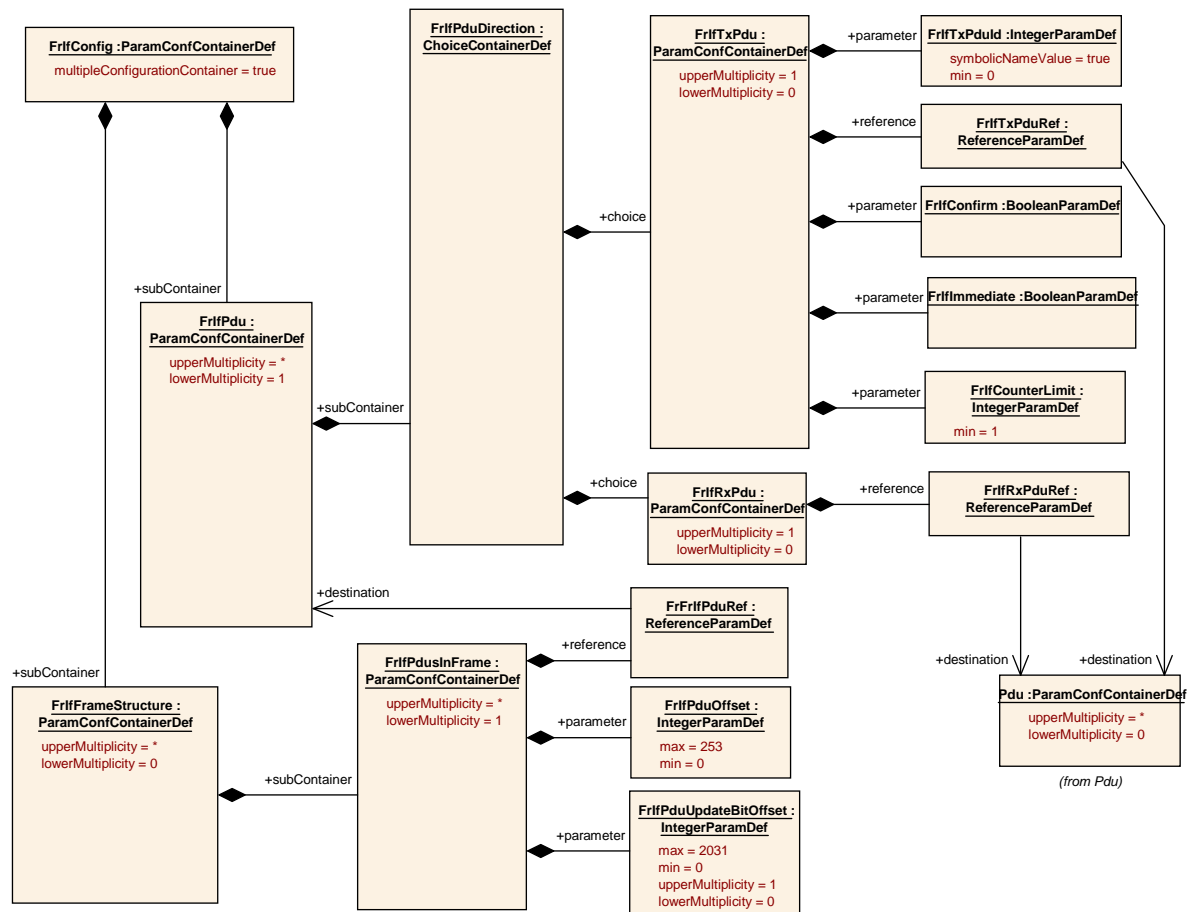 FrIfConfig :ParamConfContainerDef
multipleConfigurationContainer = true
FrIfPduDirection :
ChoiceContainerDef
FrIfTxPdu :
ParamConfContainerDef
upperMultiplicity = 1
lowerMultiplicity = 0
+parameter
FrIfTxPduId :IntegerParamDef
symbolicNameValue = true
min = 0
+reference
FrIfTxPduRef :
ReferenceParamDef
+parameter
FrIfConfirm :BooleanParamDef
+choice
+parameter
FrIfImmediate :BooleanParamDef
+subContainer
FrIfPdu :
ParamConfContainerDef
upperMultiplicity = *
lowerMultiplicity = 1
+subContainer
+parameter
FrIfCounterLimit :
IntegerParamDef
min = 1
+choice
FrIfRxPdu :
ParamConfContainerDef
upperMultiplicity = 1
lowerMultiplicity = 0
+reference
FrIfRxPduRef :
ReferenceParamDef
+destination
FrFrIfPduRef :
ReferenceParamDef
+reference
+destination
+destination
+subContainer
FrIfPdusInFrame :
ParamConfContainerDef
upperMultiplicity = *
lowerMultiplicity = 1
Pdu :ParamConfContainerDef
upperMultiplicity = *
lowerMultiplicity = 0
(from Pdu)
FrIfFrameStructure :
ParamConfContainerDef
upperMultiplicity = *
lowerMultiplicity = 0
+parameter
FrIfPduOffset :
IntegerParamDef
max = 253
min = 0
+subContainer
+parameter
FrIfPduUpdateBitOffset :
IntegerParamDef
max = 2031
min = 0
upperMultiplicity = 1
lowerMultiplicity = 0